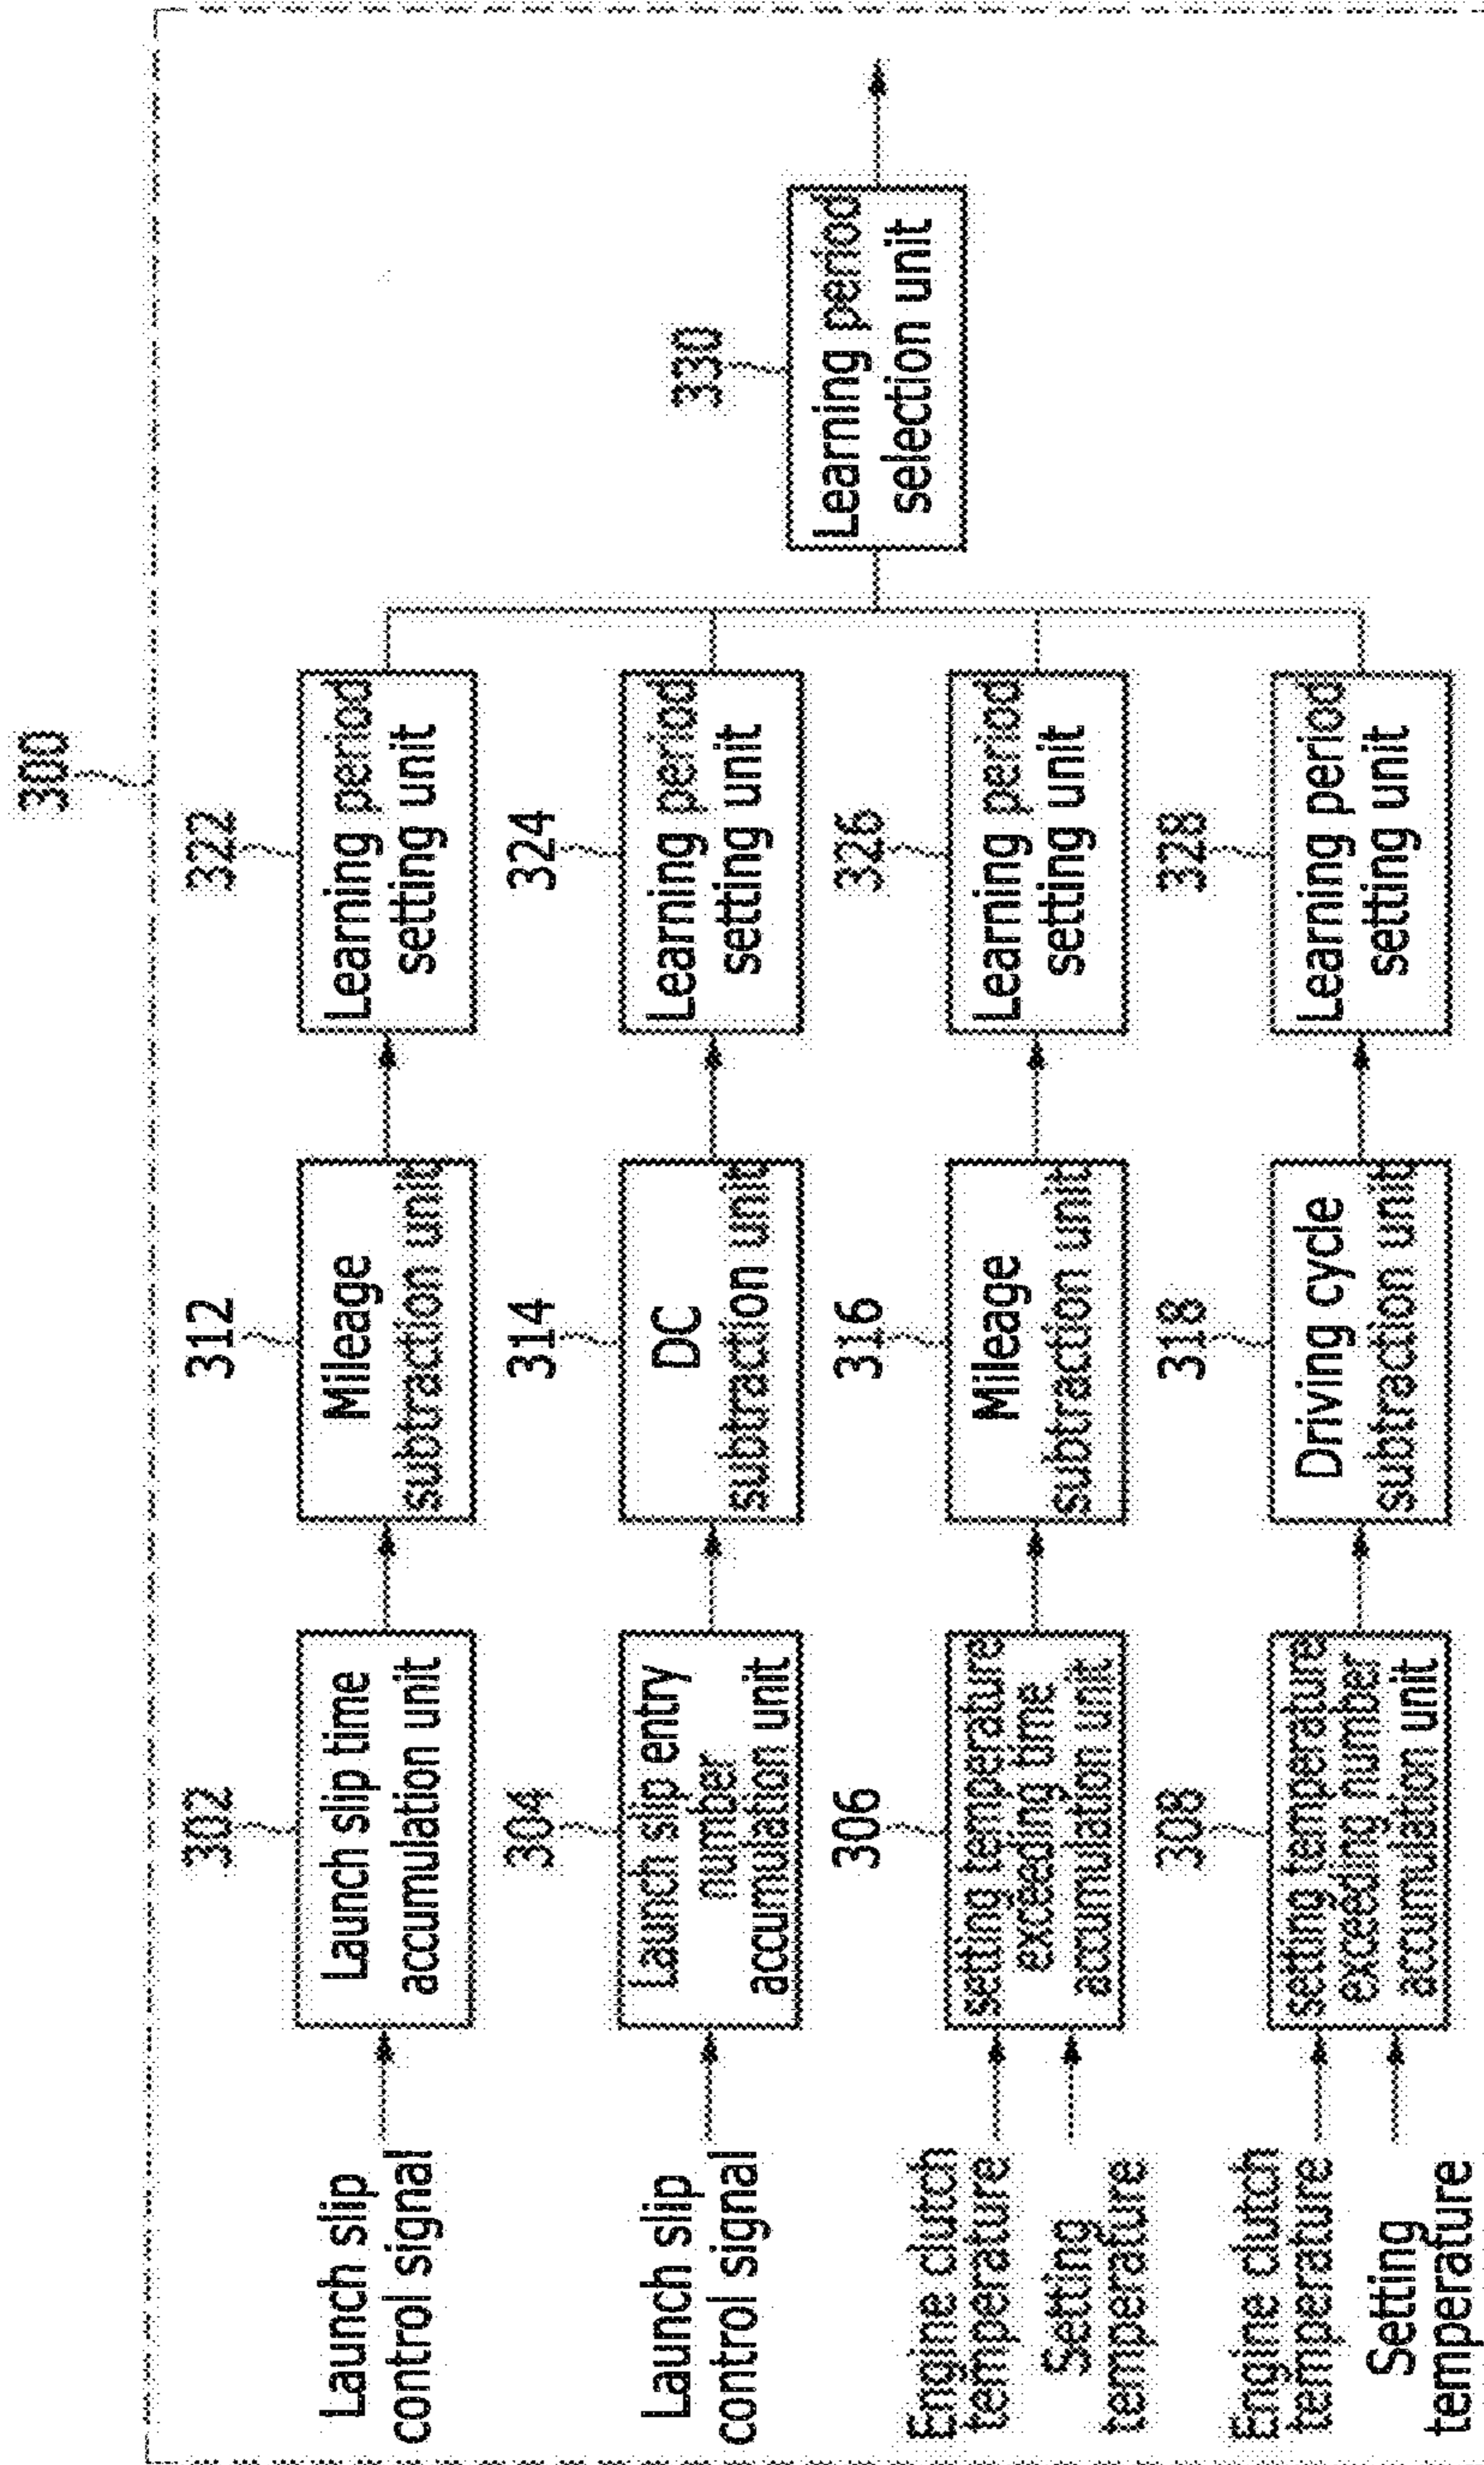 300
302
312
322
Launch slip
control signal
Launch slip time
accumulation unit
Mileage
subtraction unit
Learning period
setting unit
304
314
324
Launch slip
control signal
Launch slip entry
number
accumulation unit
DC
subtraction unit
Learning period
setting unit
330
Learning period
selection unit
306
316
326
Engine clutch
temperature
Setting
temperature
setting temperature
exceeding time
accumulation unit
Mileage
subtraction unit
Learning period
setting unit
308
318
328
Engine clutch
temperature
Setting
temperature
setting temperature
exceeding number
accumulation unit
Driving cycle
subtraction unit
Learning period
setting unit